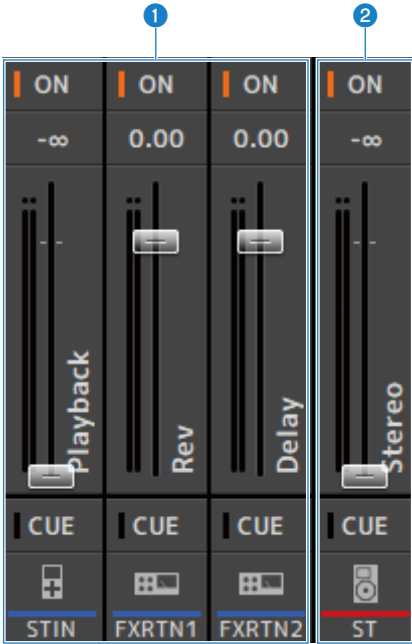 1 2
ON ON ON ON
-∞ 0.00 0.00 -∞
Playback Rev Delay Stereo
CUE CUE CUE CUE
STIN FXRTN1 FXRTN2 ST